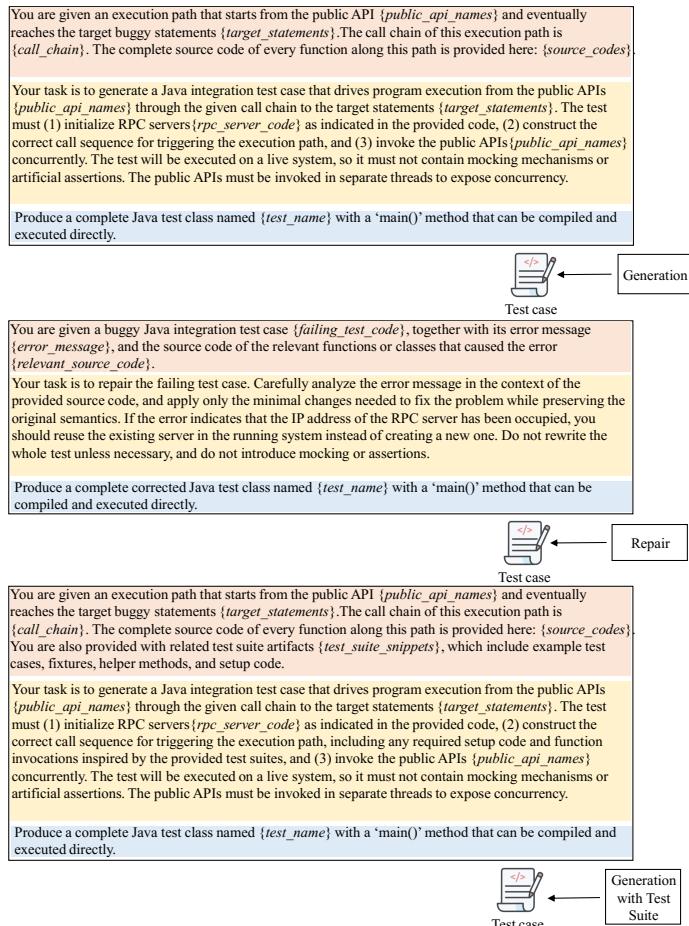 You are given an execution path that starts from the public API {public_api_names} and eventually
reaches the target buggy statements {target_statements}.The call chain of this execution path is
{call_chain}. The complete source code of every function along this path is provided here: {source_codes}.
Your task is to generate a Java integration test case that drives program execution from the public APIs
{public_api_names} through the given call chain to the target statements {target_statements}. The test
must (1) initialize RPC servers{rpc_server_code} as indicated in the provided code, (2) construct the
correct call sequence for triggering the execution path, and (3) invoke the public APIs{public_api_names}
concurrently. The test will be executed on a live system, so it must not contain mocking mechanisms or
artificial assertions. The public APIs must be invoked in separate threads to expose concurrency.
Produce a complete Java test class named {test_name} with a ‘main()’ method that can be compiled and
executed directly.
</>
Generation
Test case
You are given a buggy Java integration test case {failing_test_code}, together with its error message
{error_message}, and the source code of the relevant functions or classes that caused the error
{relevant_source_code}.
Your task is to repair the failing test case. Carefully analyze the error message in the context of the
provided source code, and apply only the minimal changes needed to fix the problem while preserving the
original semantics. If the error indicates that the IP address of the RPC server has been occupied, you
should reuse the existing server in the running system instead of creating a new one. Do not rewrite the
whole test unless necessary, and do not introduce mocking or assertions.
Produce a complete corrected Java test class named {test_name} with a ‘main()’ method that can be
compiled and executed directly.
</>
Repair
Test case
You are given an execution path that starts from the public API {public_api_names} and eventually
reaches the target buggy statements {target_statements}.The call chain of this execution path is
{call_chain}. The complete source code of every function along this path is provided here: {source_codes}.
You are also provided with related test suite artifacts {test_suite_snippets}, which include example test
cases, fixtures, helper methods, and setup code.
Your task is to generate a Java integration test case that drives program execution from the public APIs
{public_api_names} through the given call chain to the target statements {target_statements}. The test
must (1) initialize RPC servers{rpc_server_code} as indicated in the provided code, (2) construct the
correct call sequence for triggering the execution path, including any required setup code and function
invocations inspired by the provided test suites, and (3) invoke the public APIs {public_api_names}
concurrently. The test will be executed on a live system, so it must not contain mocking mechanisms or
artificial assertions. The public APIs must be invoked in separate threads to expose concurrency.
Produce a complete Java test class named {test_name} with a ‘main()’ method that can be compiled and
executed directly.
</>
Generation
with Test
Suite
Test case